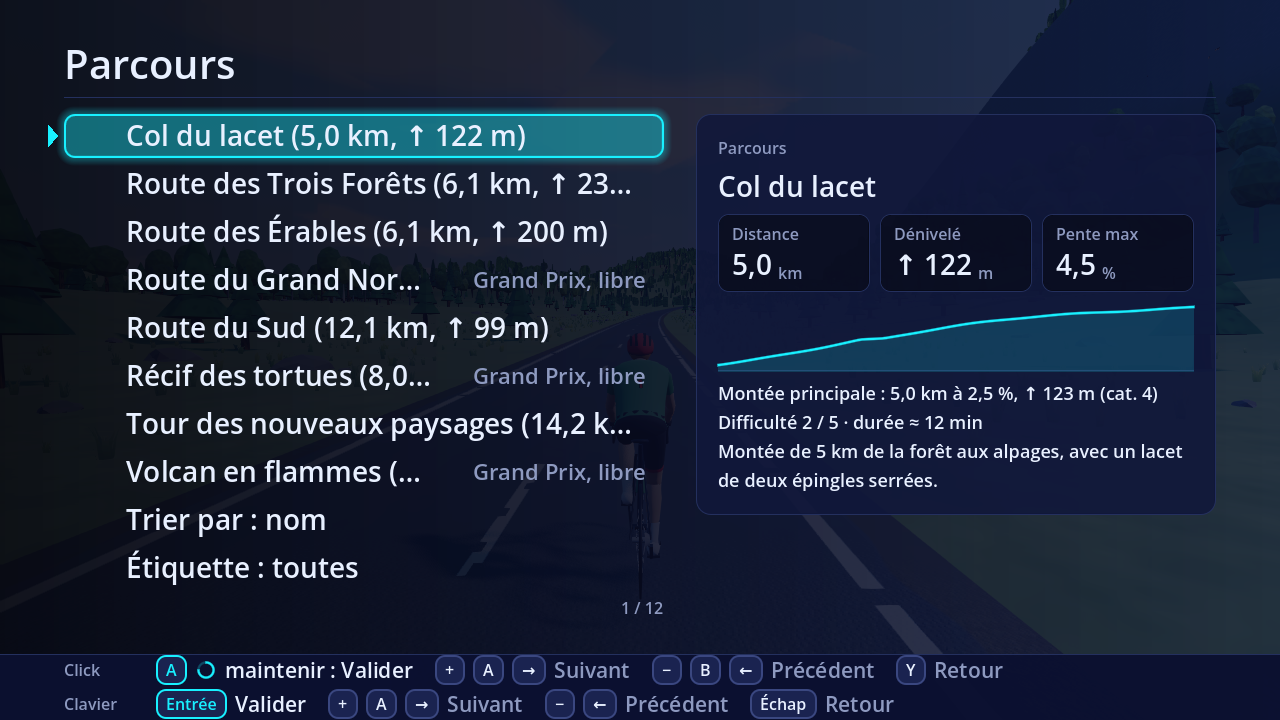 Parcours
Col du lacet (5,0 km, ↑ 122 m)
Route des Trois Forêts (6,1 km, ↑ 23...
Route des Érables (6,1 km, ↑ 200 m)
Route du Grand Nor... Grand Prix, libre
Route du Sud (12,1 km, ↑ 99 m)
Récif des tortues (8,0... Grand Prix, libre
Tour des nouveaux paysages (14,2 k...
Volcan en flammes (... Grand Prix, libre
Trier par : nom
Étiquette : toutes
1 / 12
Parcours
Col du lacet
Distance Dénivelé Pente max
5,0 km ↑ 122 m 4,5 %
Montée principale : 5,0 km à 2,5 %, ↑ 123 m (cat. 4)
Difficulté 2 / 5 · durée ≈ 12 min
Montée de 5 km de la forêt aux alpages, avec un lacet
de deux épingles serrées.
Click A maintenir : Valider + A → Suivant − B ← Précédent Y Retour
Clavier Entrée Valider + A → Suivant − ← Précédent Échap Retour